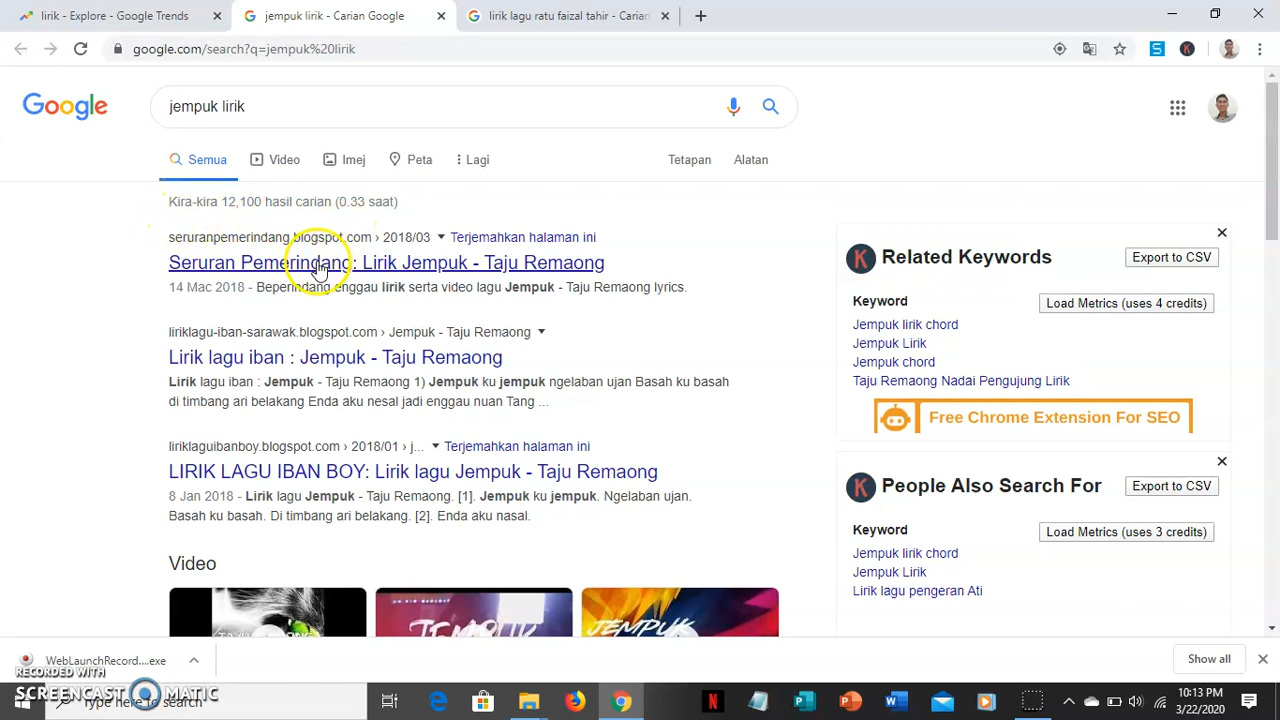 lirik - Explore - Google Trends
jempuk lirik - Carian Google
lirik lagu ratu faizal tahir - Carian
google.com/search?q=jempuk%20lirik
Google
jempuk lirik
Semua
Video
Imej
Peta
Lagi
Tetapan
Alatan
Kira-kira 12,100 hasil carian (0.33 saat)
seruranpemerindang.blogspot.com › 2018/03 Terjemahkan halaman ini
Seruran Pemerindang: Lirik Jempuk - Taju Remaong
14 Mac 2018 - Beperindang enggau lirik serta video lagu Jempuk - Taju Remaong lyrics.
liriklagu-iban-sarawak.blogspot.com › Jempuk - Taju Remaong
Lirik lagu iban : Jempuk - Taju Remaong
Lirik lagu iban : Jempuk - Taju Remaong 1) Jempuk ku jempuk ngelaban ujan Basah ku basah
di timbang ari belakang Enda aku nesal jadi enggau nuan Tang ...
liriklaguibanboy.blogspot.com › 2018/01 › j... Terjemahkan halaman ini
LIRIK LAGU IBAN BOY: Lirik lagu Jempuk - Taju Remaong
8 Jan 2018 - Lirik lagu Jempuk - Taju Remaong. [1]. Jempuk ku jempuk. Ngelaban ujan.
Basah ku basah. Di timbang ari belakang. [2]. Enda aku nasal.
Video
JEMPUK
JEMPUK
Related Keywords
Export to CSV
Keyword
Load Metrics (uses 4 credits)
Jempuk lirik chord
Jempuk Lirik
Jempuk chord
Taju Remaong Nadai Pengujung Lirik
Free Chrome Extension For SEO
People Also Search For
Export to CSV
Keyword
Load Metrics (uses 3 credits)
Jempuk lirik chord
Jempuk Lirik
Lirik lagu pengeran Ati
WebLaunchRecord....exe
Show all
RECORDED WITH
SCREENCAST MATIC
Type here to search
10:13 PM
3/22/2020